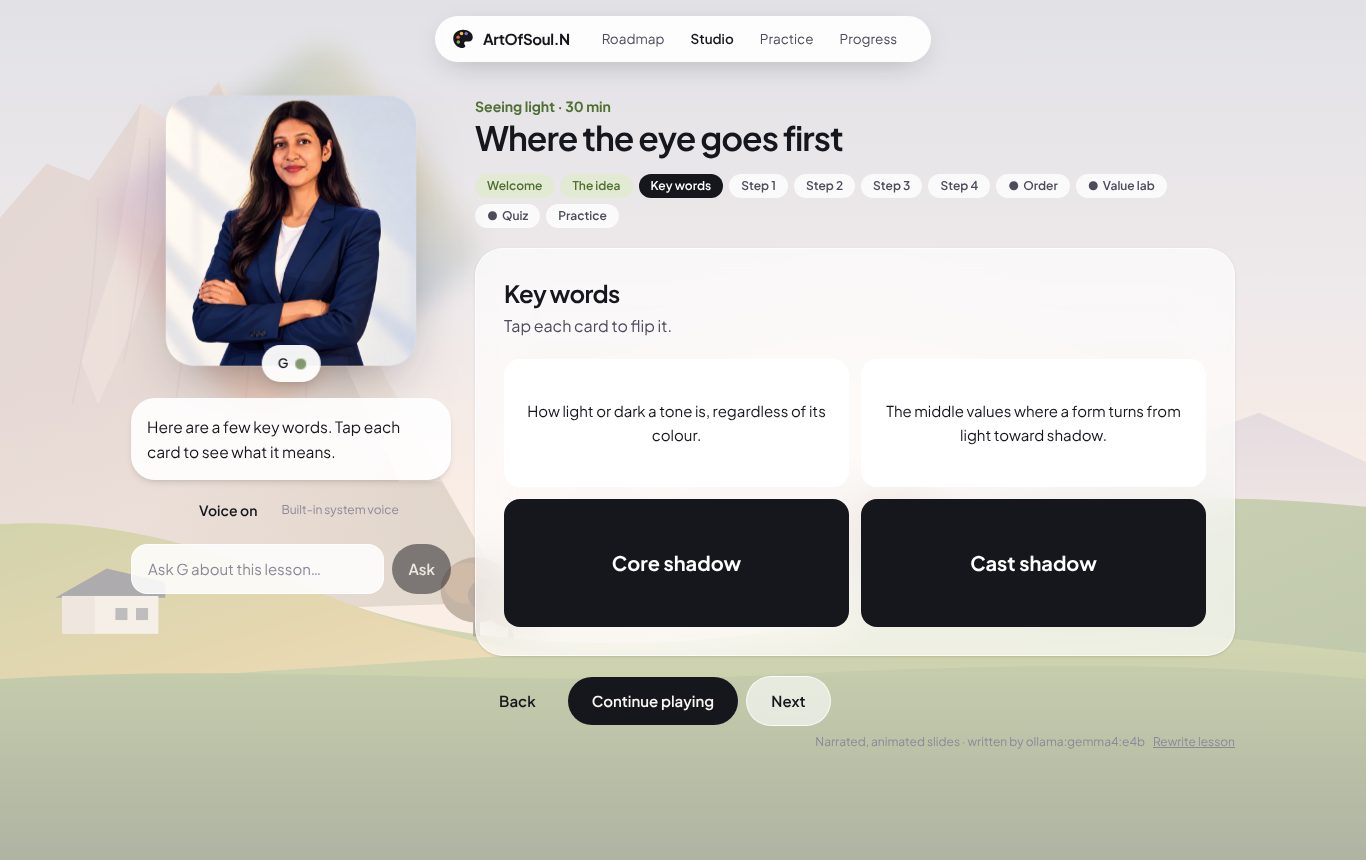 ArtOfSoul.N Roadmap Studio Practice Progress
G
Here are a few key words. Tap each
card to see what it means.
Voice on Built-in system voice
Ask G about this lesson… Ask
Seeing light · 30 min
Where the eye goes first
Welcome The idea Key words Step 1 Step 2 Step 3 Step 4 Order Value lab
Quiz Practice
Key words
Tap each card to flip it.
How light or dark a tone is, regardless of its
colour.
The middle values where a form turns from
light toward shadow.
Core shadow Cast shadow
Back Continue playing Next
Narrated, animated slides · written by ollama:gemma4:e4b Rewrite lesson